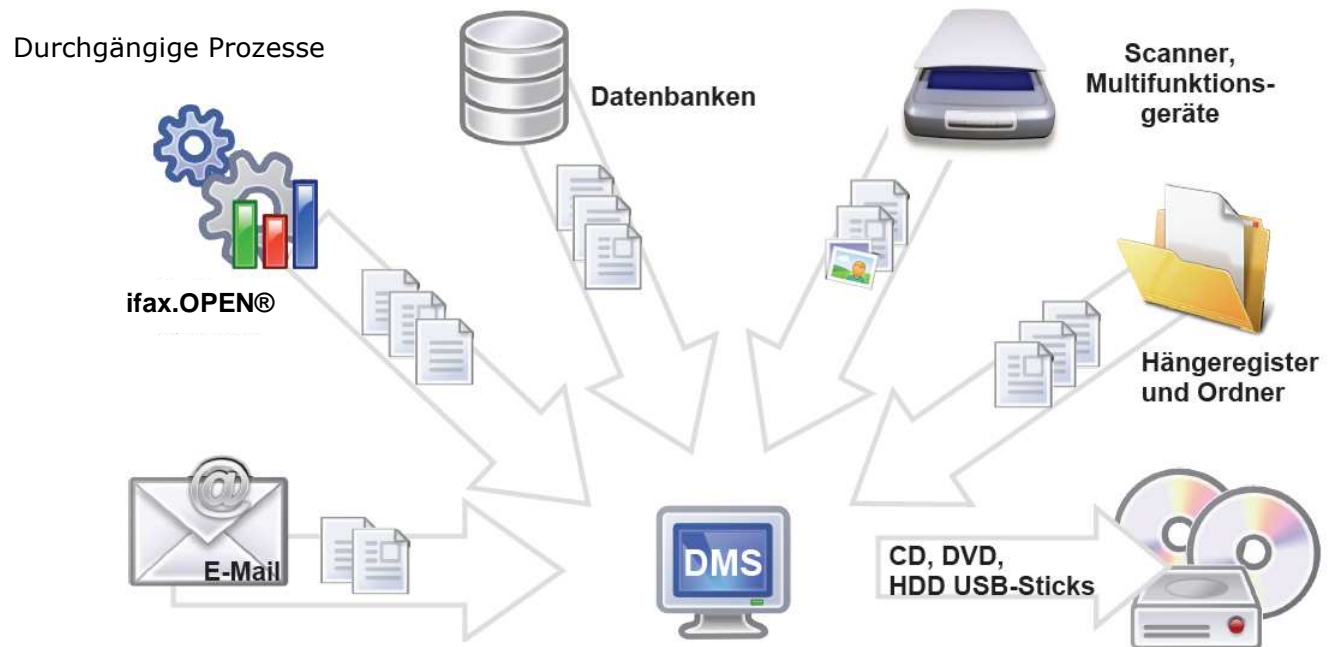 Durchgängige Prozesse
Datenbanken
Scanner,
Multifunktions-
geräte
ifax.OPEN®
Hängeregister
und Ordner
@
E-Mail
DMS
CD, DVD,
HDD USB-Sticks